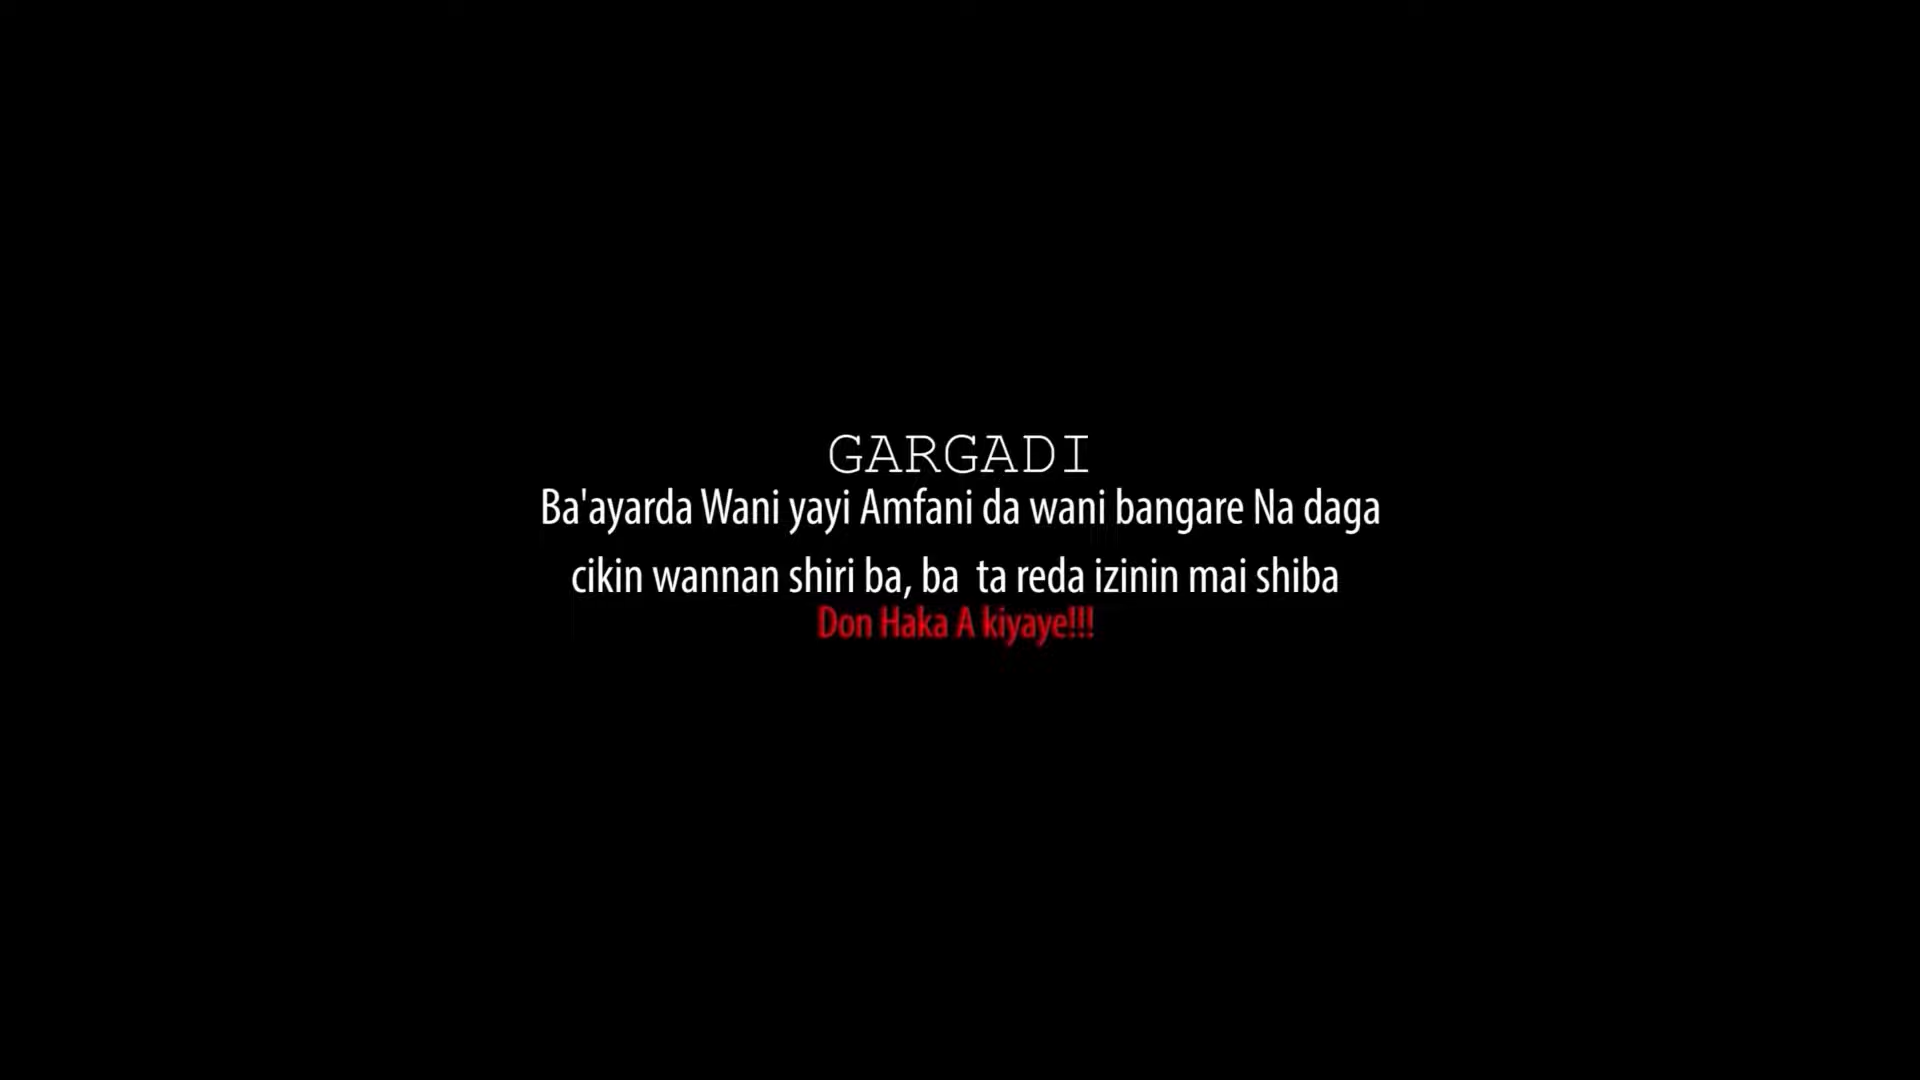 GARGADI
Ba'ayarda Wani yayi Amfani da wani bangare Na daga
cikin wannan shiri ba, ba ta reda izinin mai shiba
Don Haka A kiyaye!!!